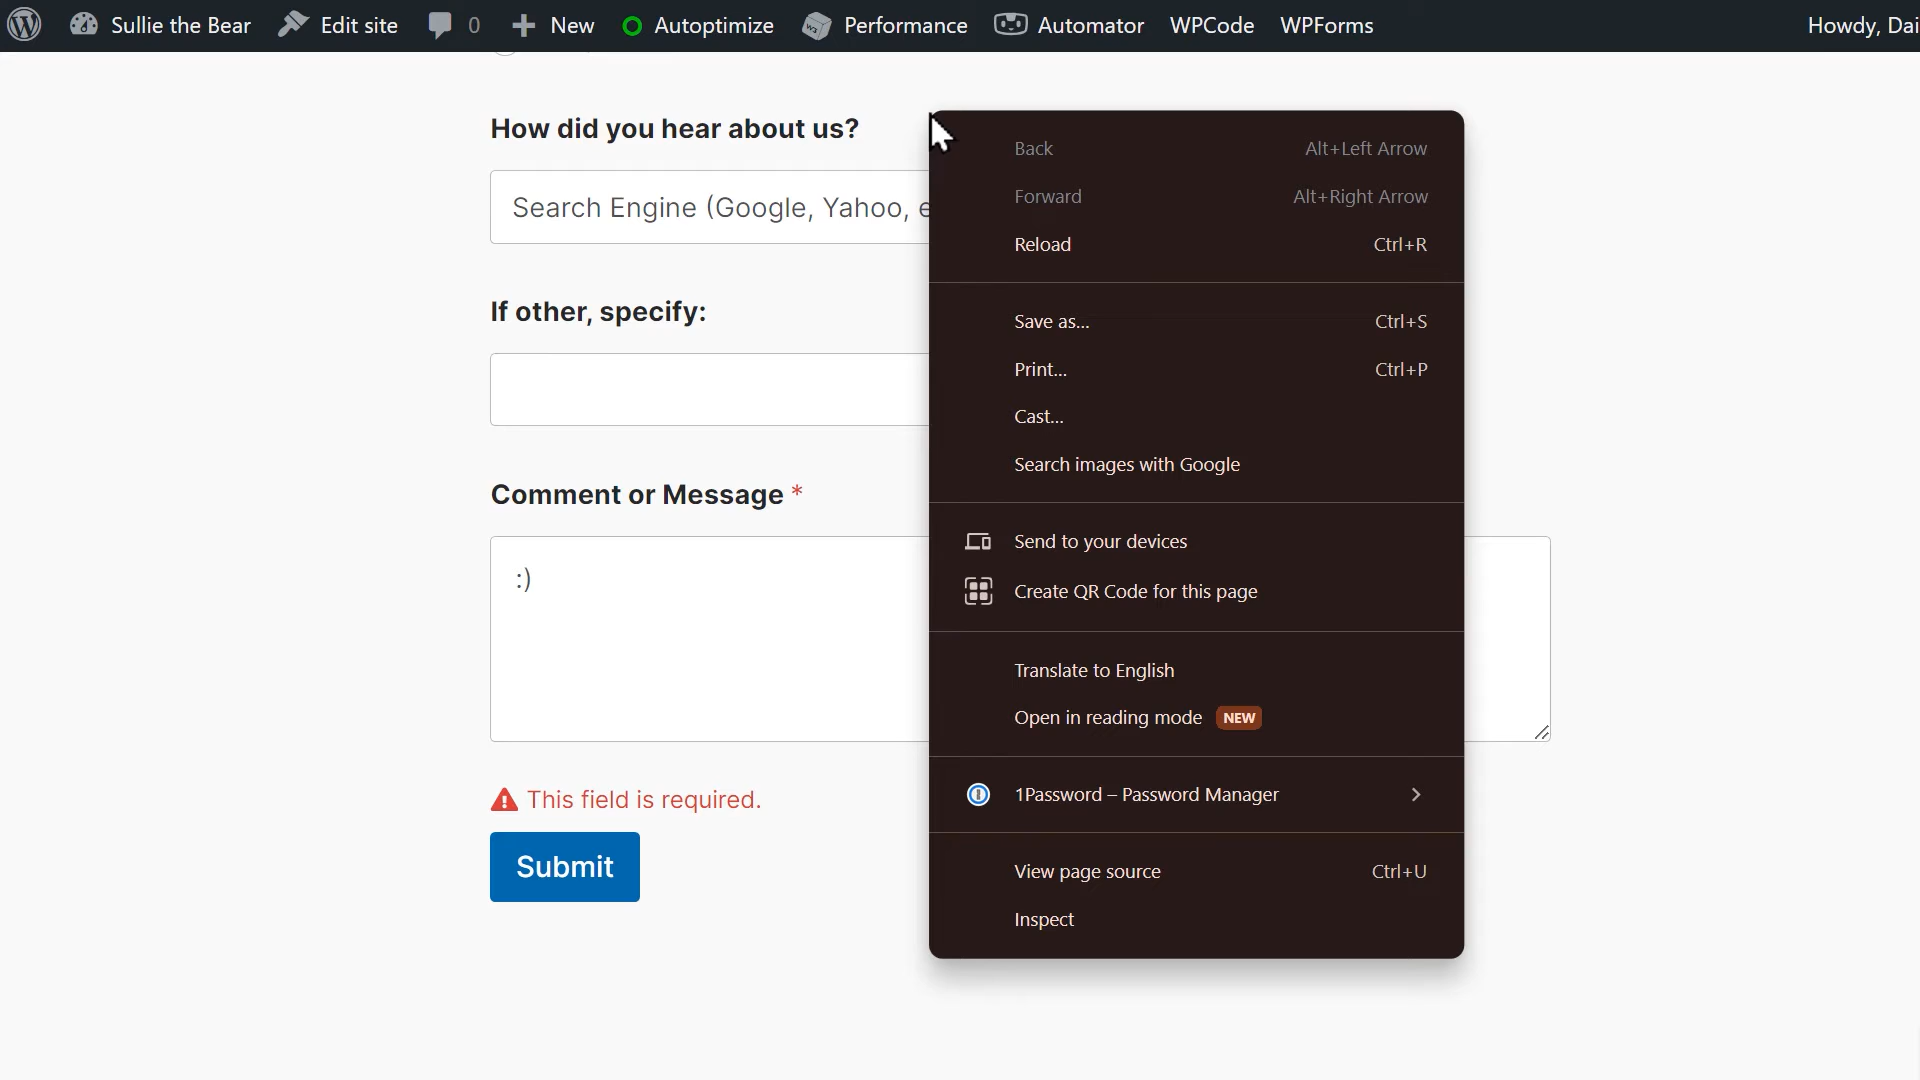 Sullie the Bear Edit site 0 New Autoptimize Performance Automator WPCode WPForms Howdy, Dai
How did you hear about us?
Search Engine (Google, Yahoo, e
If other, specify:
Comment or Message *
:)
This field is required.
Submit
Back Alt+Left Arrow
Forward Alt+Right Arrow
Reload Ctrl+R
Save as... Ctrl+S
Print... Ctrl+P
Cast...
Search images with Google
Send to your devices
Create QR Code for this page
Translate to English
Open in reading mode NEW
1Password – Password Manager
View page source Ctrl+U
Inspect